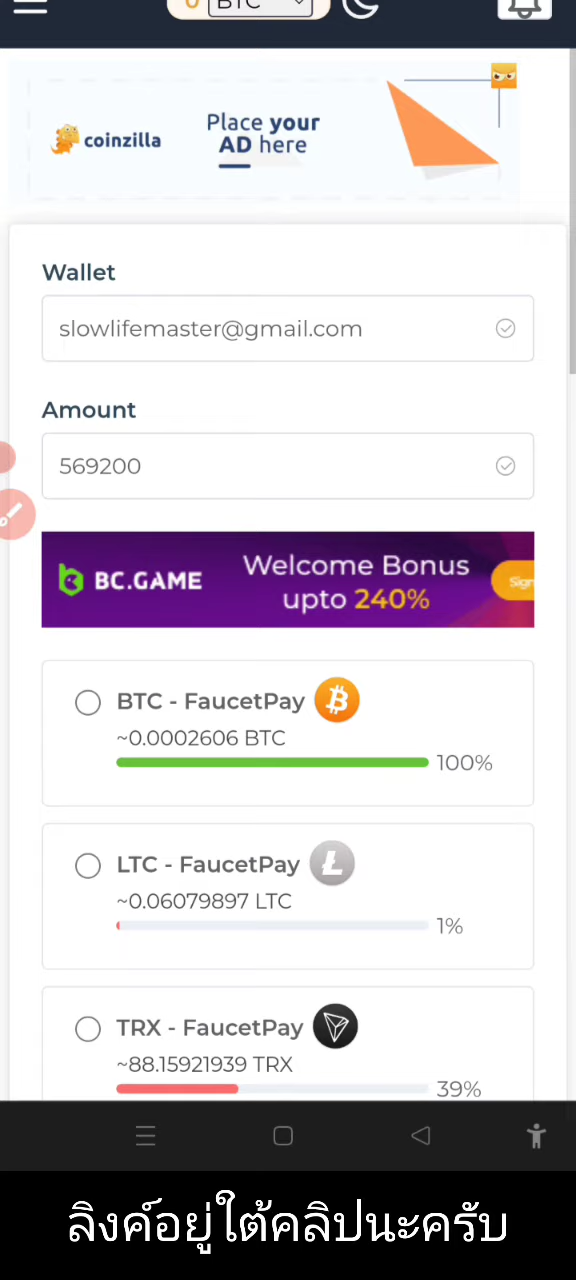 0 BTC
coinzilla
Place your
AD here
Wallet
slowlifemaster@gmail.com
Amount
569200
BC.GAME
Welcome Bonus
upto 240%
Sign
BTC - FaucetPay
~0.0002606 BTC
100%
LTC - FaucetPay
~0.06079897 LTC
1%
TRX - FaucetPay
~88.15921939 TRX
39%
ลิงค์อยู่ใต้คลิปนะครับ